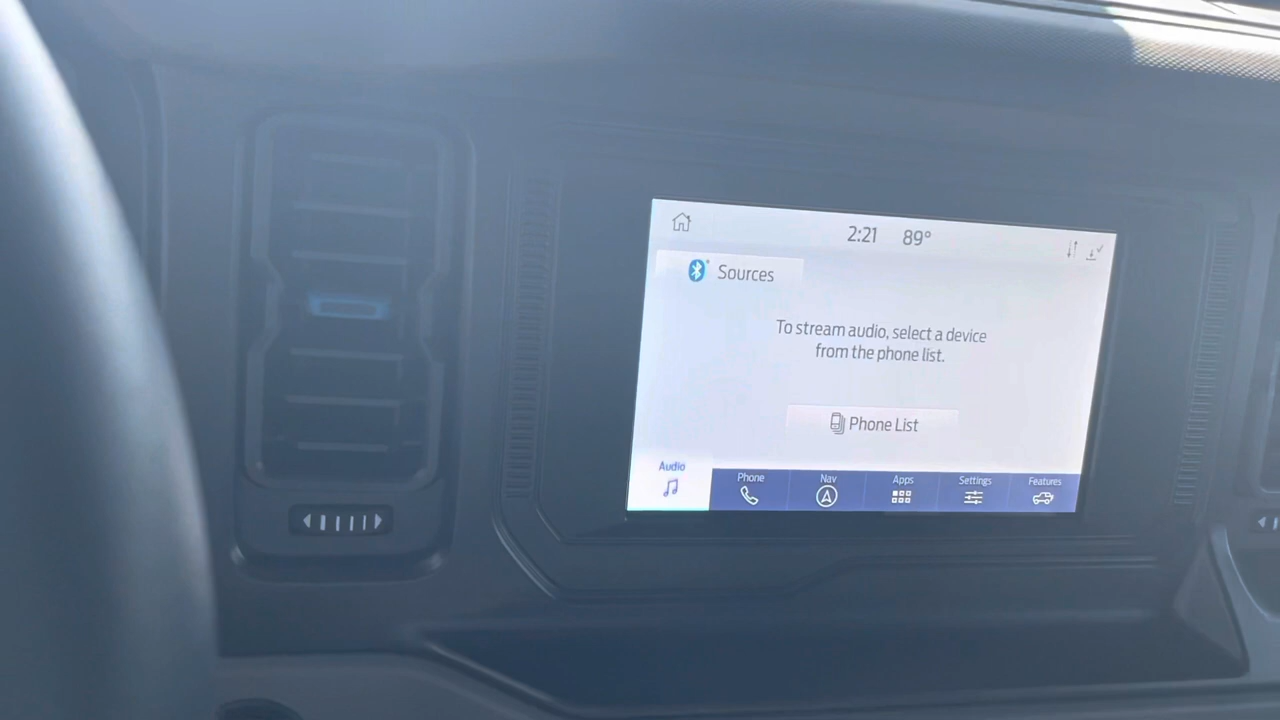 2:21 89°
Sources
To stream audio, select a device
from the phone list.
Phone List
Audio Phone Nav Apps Settings Features